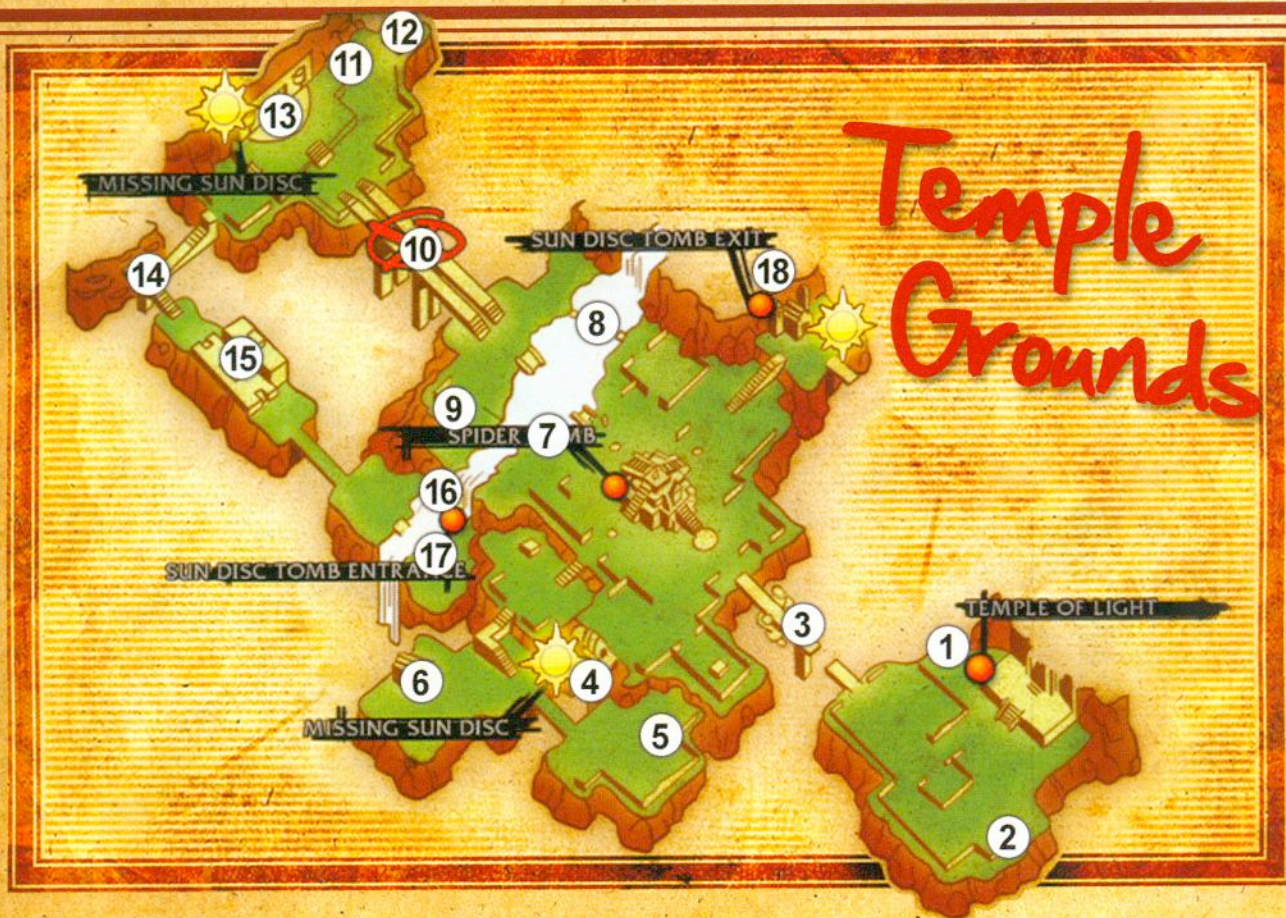 12
11
13
MISSING SUN DISC
Temple
Grounds
10
SUN DISC TOMB EXIT
18
14
8
15
9
SPIDER
7
16
17
SUN DISC TOMB ENTRANCE
3
TEMPLE OF LIGHT
1
6
4
MISSING SUN DISC
5
2